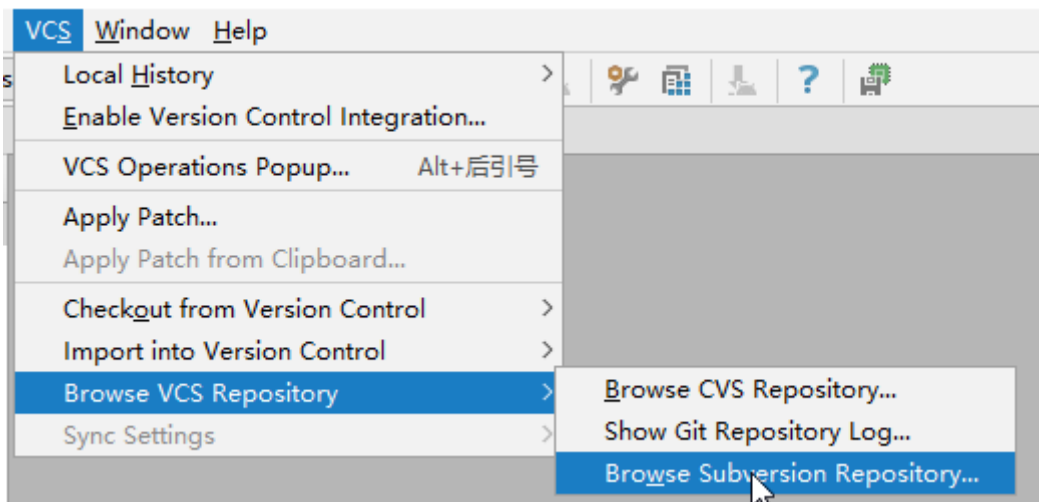 VCS Window Help
s
Local History
Enable Version Control Integration...
VCS Operations Popup... Alt+后引号
Apply Patch...
Apply Patch from Clipboard...
Checkout from Version Control
Import into Version Control
Browse VCS Repository
Browse CVS Repository...
Show Git Repository Log...
Sync Settings
Browse Subversion Repository...